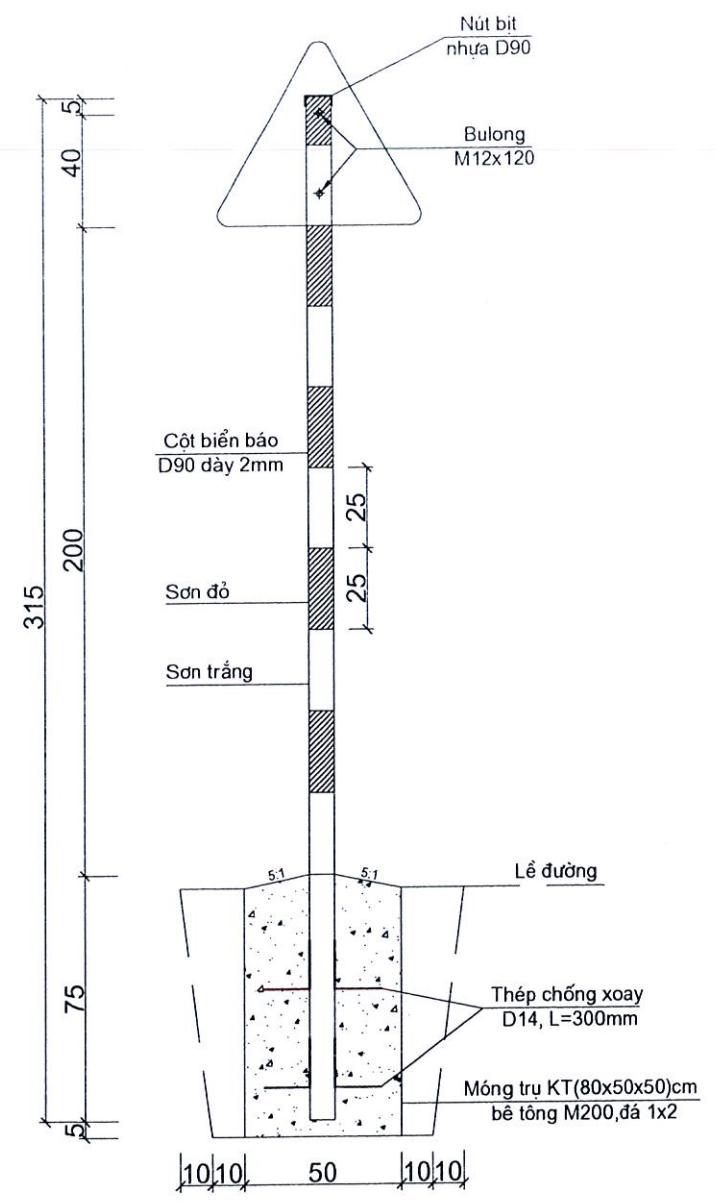 Nút bịt
nhựa D90
5
Bulong
M12x120
40
Cột biển báo
D90 dày 2mm
25
200
25
315
Sơn đỏ
Sơn trắng
5:1
5:1
Lề đường
75
Thép chống xoay
D14, L=300mm
Móng trụ KT(80x50x50)cm
bê tông M200,đá 1x2
5
10 10 50 10 10